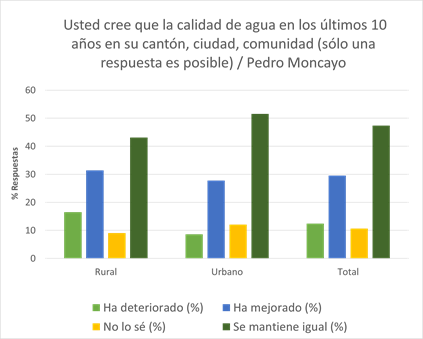 Usted cree que la calidad de agua en los últimos 10
años en su cantón, ciudad, comunidad (sólo una
respuesta es posible) / Pedro Moncayo
% Respuestas
60
50
40
30
20
10
0
Rural
Urbano
Total
Ha deteriorado (%)
Ha mejorado (%)
No lo sé (%)
Se mantiene igual (%)